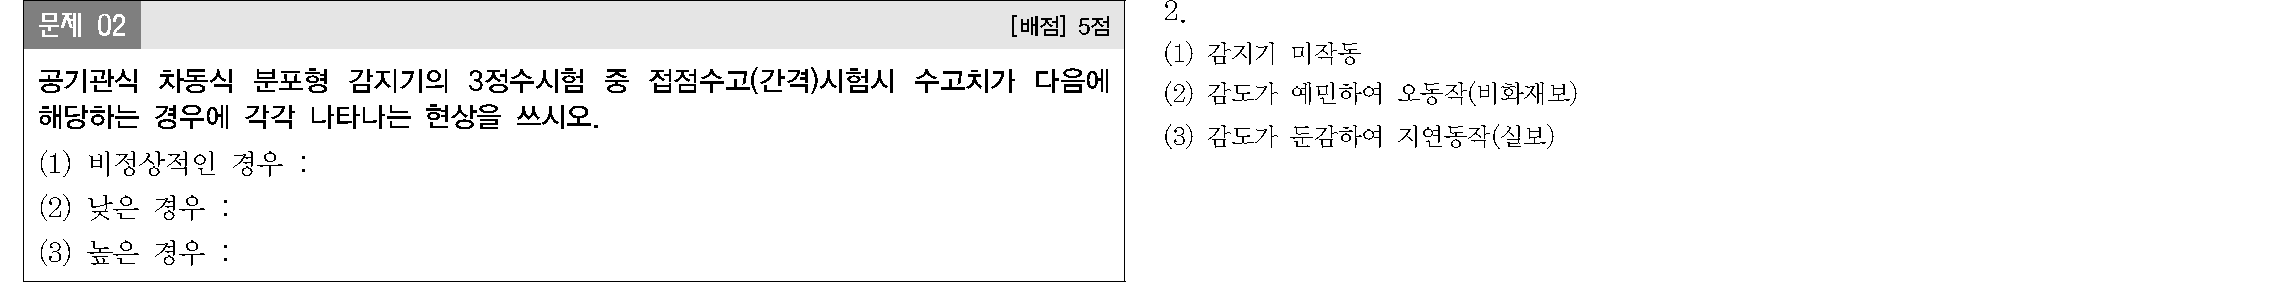 문제 02
[배점] 5점
공기관식 차동식 분포형 감지기의 3정수시험 중 접점수고(간격)시험시 수고치가 다음에
해당하는 경우에 각각 나타나는 현상을 쓰시오.
(1) 비정상적인 경우 :
(2) 낮은 경우 :
(3) 높은 경우 :
2.
(1) 감지기 미작동
(2) 감도가 예민하여 오동작(비화재보)
(3) 감도가 둔감하여 지연동작(실보)